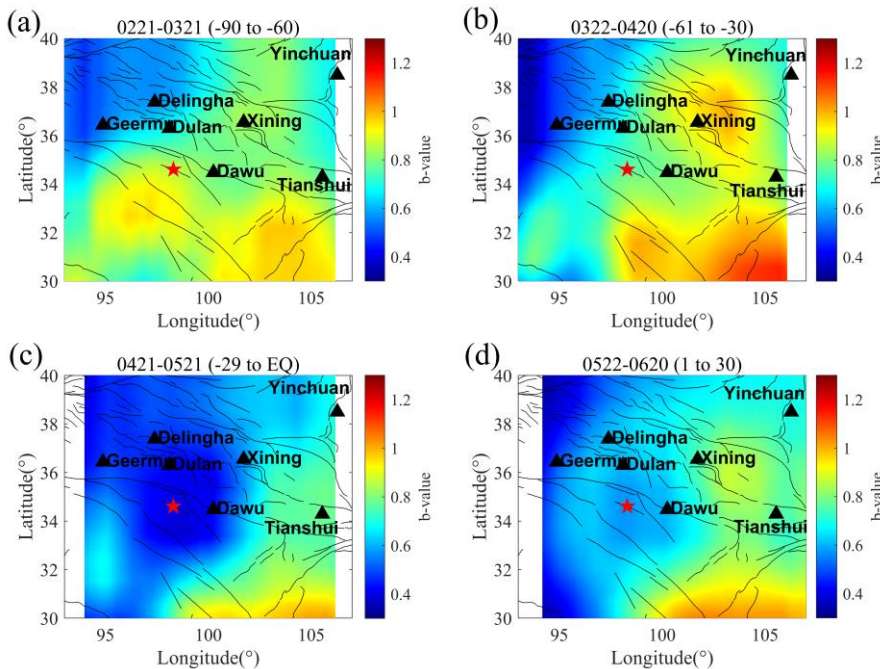 (a)
0221-0321 (-90 to -60)
40
38
36
34
32
30
Latitude(°)
Yinchuan
Delingha
Geerm
Dulan
Xining
Dawu
Tianshui
95
100
105
Longitude(°)
1.2
1
0.8
0.6
0.4
b-value
(b)
0322-0420 (-61 to -30)
40
38
36
34
32
30
Latitude(°)
Yinchuan
Delingha
Geerm
Dulan
Xining
Dawu
Tianshui
95
100
105
Longitude(°)
1.2
1
0.8
0.6
0.4
b-value
(c)
0421-0521 (-29 to EQ)
40
38
36
34
32
30
Latitude(°)
Yinchuan
Delingha
Geerm
Dulan
Xining
Dawu
Tianshui
95
100
105
Longitude(°)
1.2
1
0.8
0.6
0.4
b-value
(d)
0522-0620 (1 to 30)
40
38
36
34
32
30
Latitude(°)
Yinchuan
Delingha
Geerm
Dulan
Xining
Dawu
Tianshui
95
100
105
Longitude(°)
1.2
1
0.8
0.6
0.4
b-value